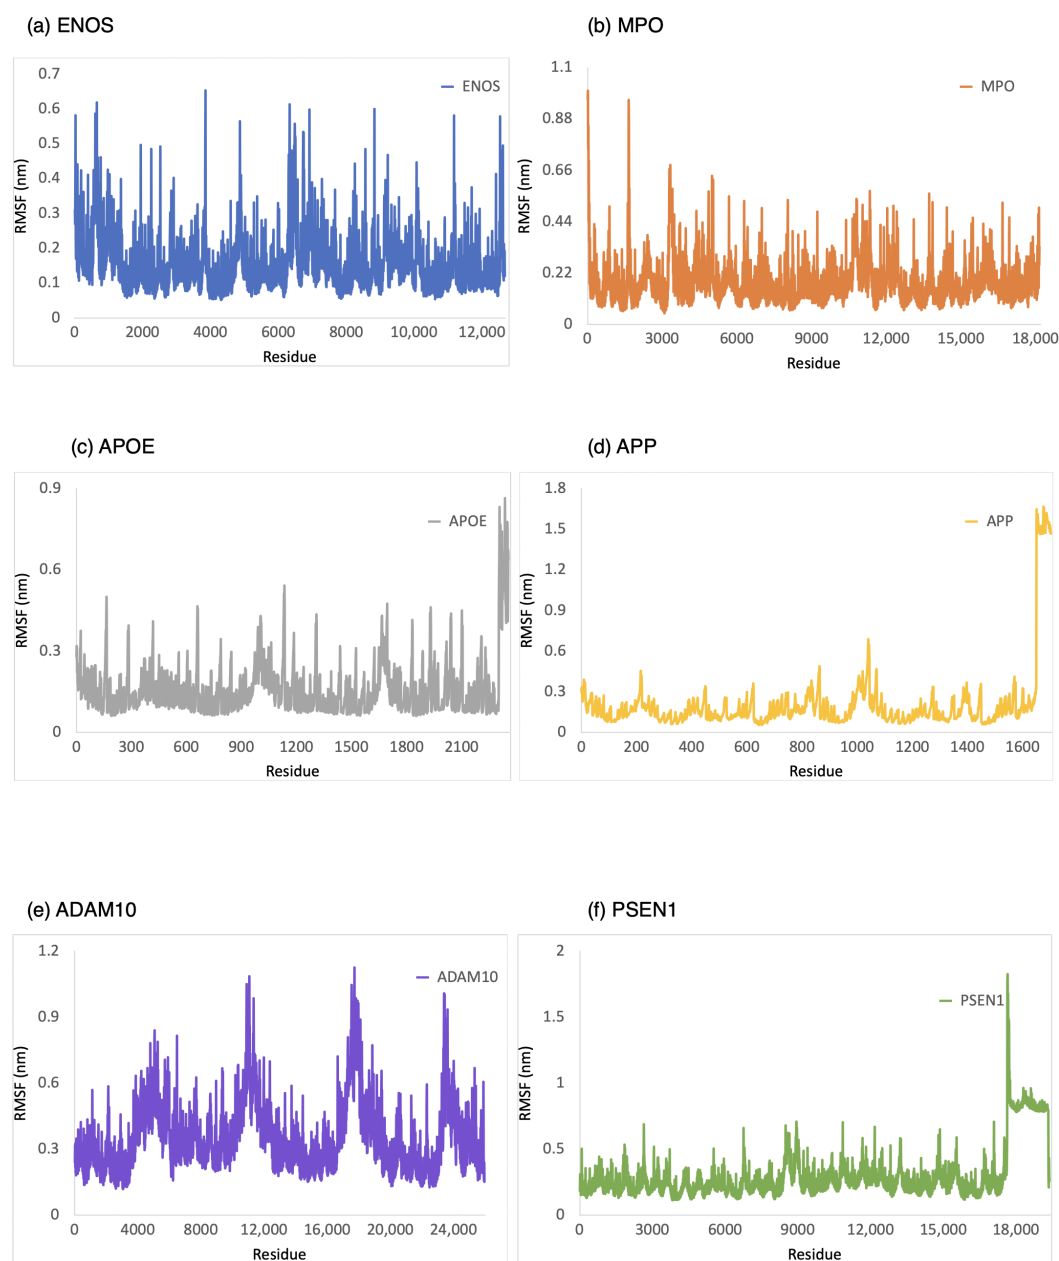 (a) ENOS
0.7
ENOS
0.6
0.5
0.4
RMSF (nm)
0.3
0.2
0.1
0
0 2000 4000 6000 8000 10,000 12,000
Residue
(b) MPO
1.1
MPO
0.88
0.66
RMSF (nm)
0.44
0.22
0
0 3000 6000 9000 12,000 15,000 18,000
Residue
(c) APOE
0.9
APOE
0.6
RMSF (nm)
0.3
0
0 300 600 900 1200 1500 1800 2100
Residue
(d) APP
1.8
APP
1.5
1.2
RMSF (nm)
0.9
0.6
0.3
0
0 200 400 600 800 1000 1200 1400 1600
Residue
(e) ADAM10
1.2
ADAM10
0.9
RMSF (nm)
0.6
0.3
0
0 4000 8000 12,000 16,000 20,000 24,000
Residue
(f) PSEN1
2
PSEN1
1.5
RMSF (nm)
1
0.5
0
0 3000 6000 9000 12,000 15,000 18,000
Residue